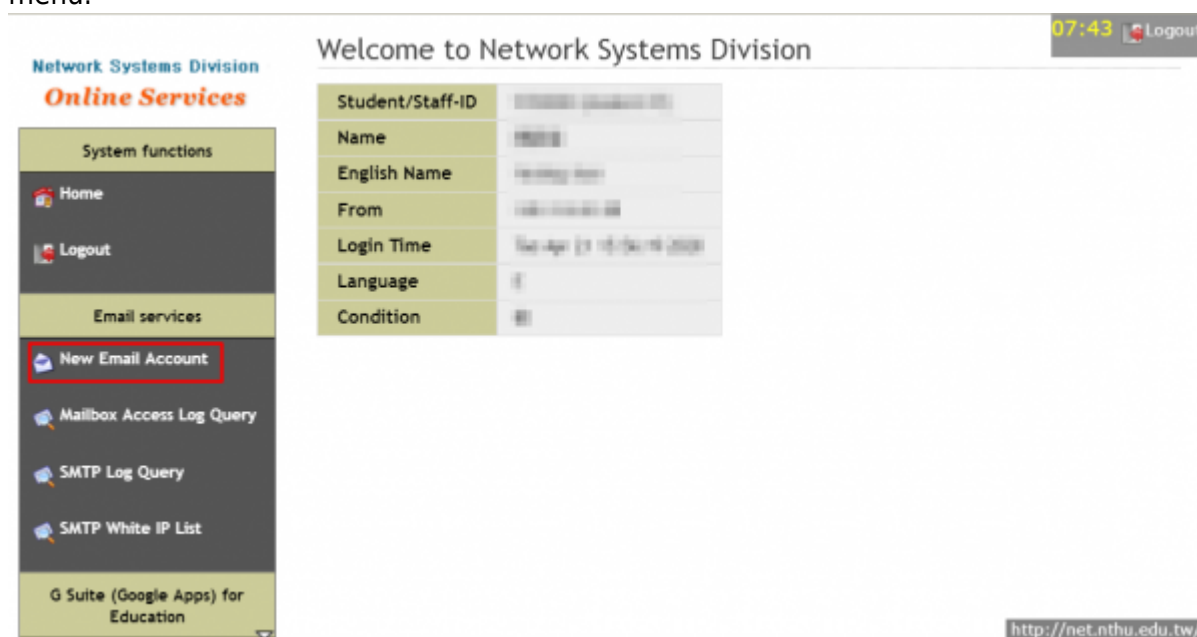 menu.
07:43 Logout
Network Systems Division
Online Services
System functions
Home
Logout
Email services
New Email Account
Mailbox Access Log Query
SMTP Log Query
SMTP White IP List
G Suite (Google Apps) for
Education
Welcome to Network Systems Division
Student/Staff-ID
Name
English Name
From
Login Time
Language
Condition
http://net.nthu.edu.tw/